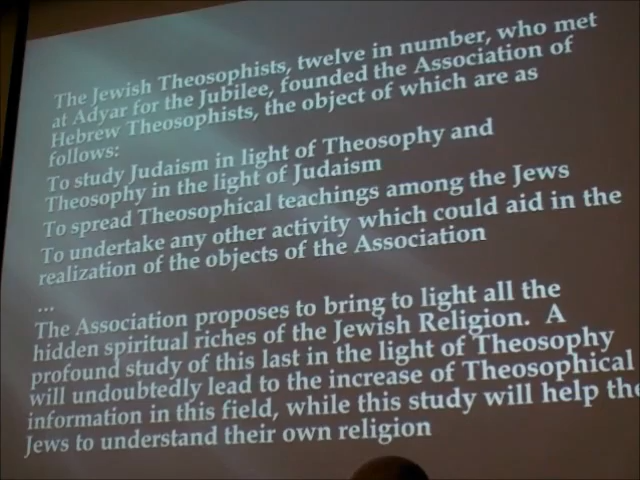 The Jewish Theosophists, twelve in number, who met
at Adyar for the Jubilee, founded the Association of
Hebrew Theosophists, the object of which are as
follows:
To study Judaism in light of Theosophy and
Theosophy in the light of Judaism
To spread Theosophical teachings among the Jews
To undertake any other activity which could aid in the
realization of the objects of the Association
...
The Association proposes to bring to light all the
hidden spiritual riches of the Jewish Religion. A
profound study of this last in the light of Theosophy
will undoubtedly lead to the increase of Theosophical
information in this field, while this study will help the
Jews to understand their own religion